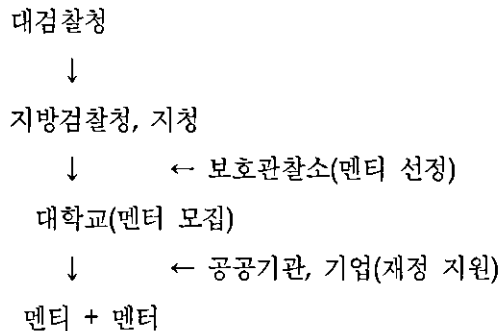 대검찰청
↓
지방검찰청, 지청
↓ ← 보호관찰소(멘티 선정)
대학교(멘터 모집)
↓ ← 공공기관, 기업(재정 지원)
멘티 + 멘터